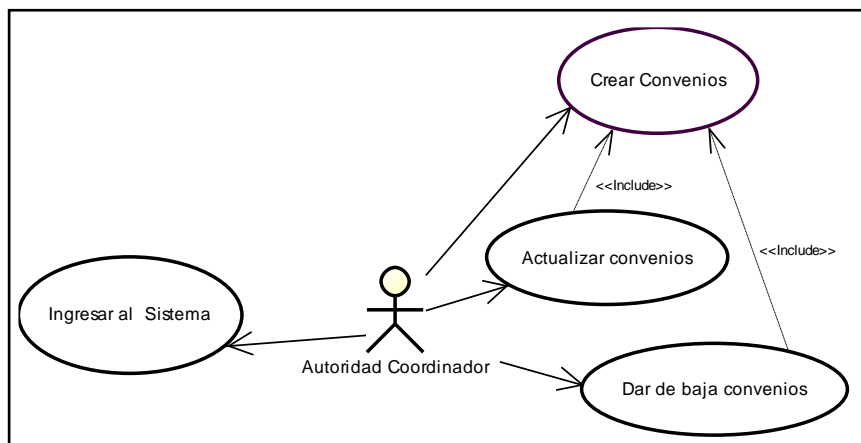 Crear Convenios
<<Include>>
Actualizar convenios
<<Include>>
Ingresar al Sistema
Autoridad Coordinador
Dar de baja convenios